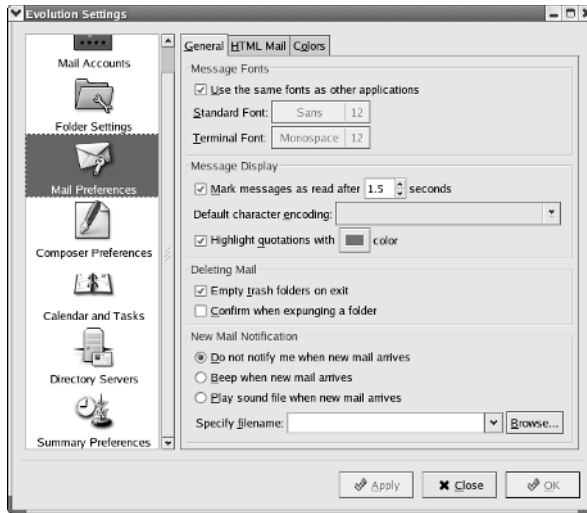 Evolution Settings
Mail Accounts
Folder Settings
Mail Preferences
Composer Preferences
Calendar and Tasks
Directory Servers
Summary Preferences
General HTML Mail Colors
Message Fonts
Use the same fonts as other applications
Standard Font: Sans 12
Terminal Font: Monospace 12
Message Display
Mark messages as read after 1.5 seconds
Default character encoding:
Highlight quotations with color
Deleting Mail
Empty trash folders on exit
Confirm when expunging a folder
New Mail Notification
Do not notify me when new mail arrives
Beep when new mail arrives
Play sound file when new mail arrives
Specify filename: Browse...
Apply Close OK